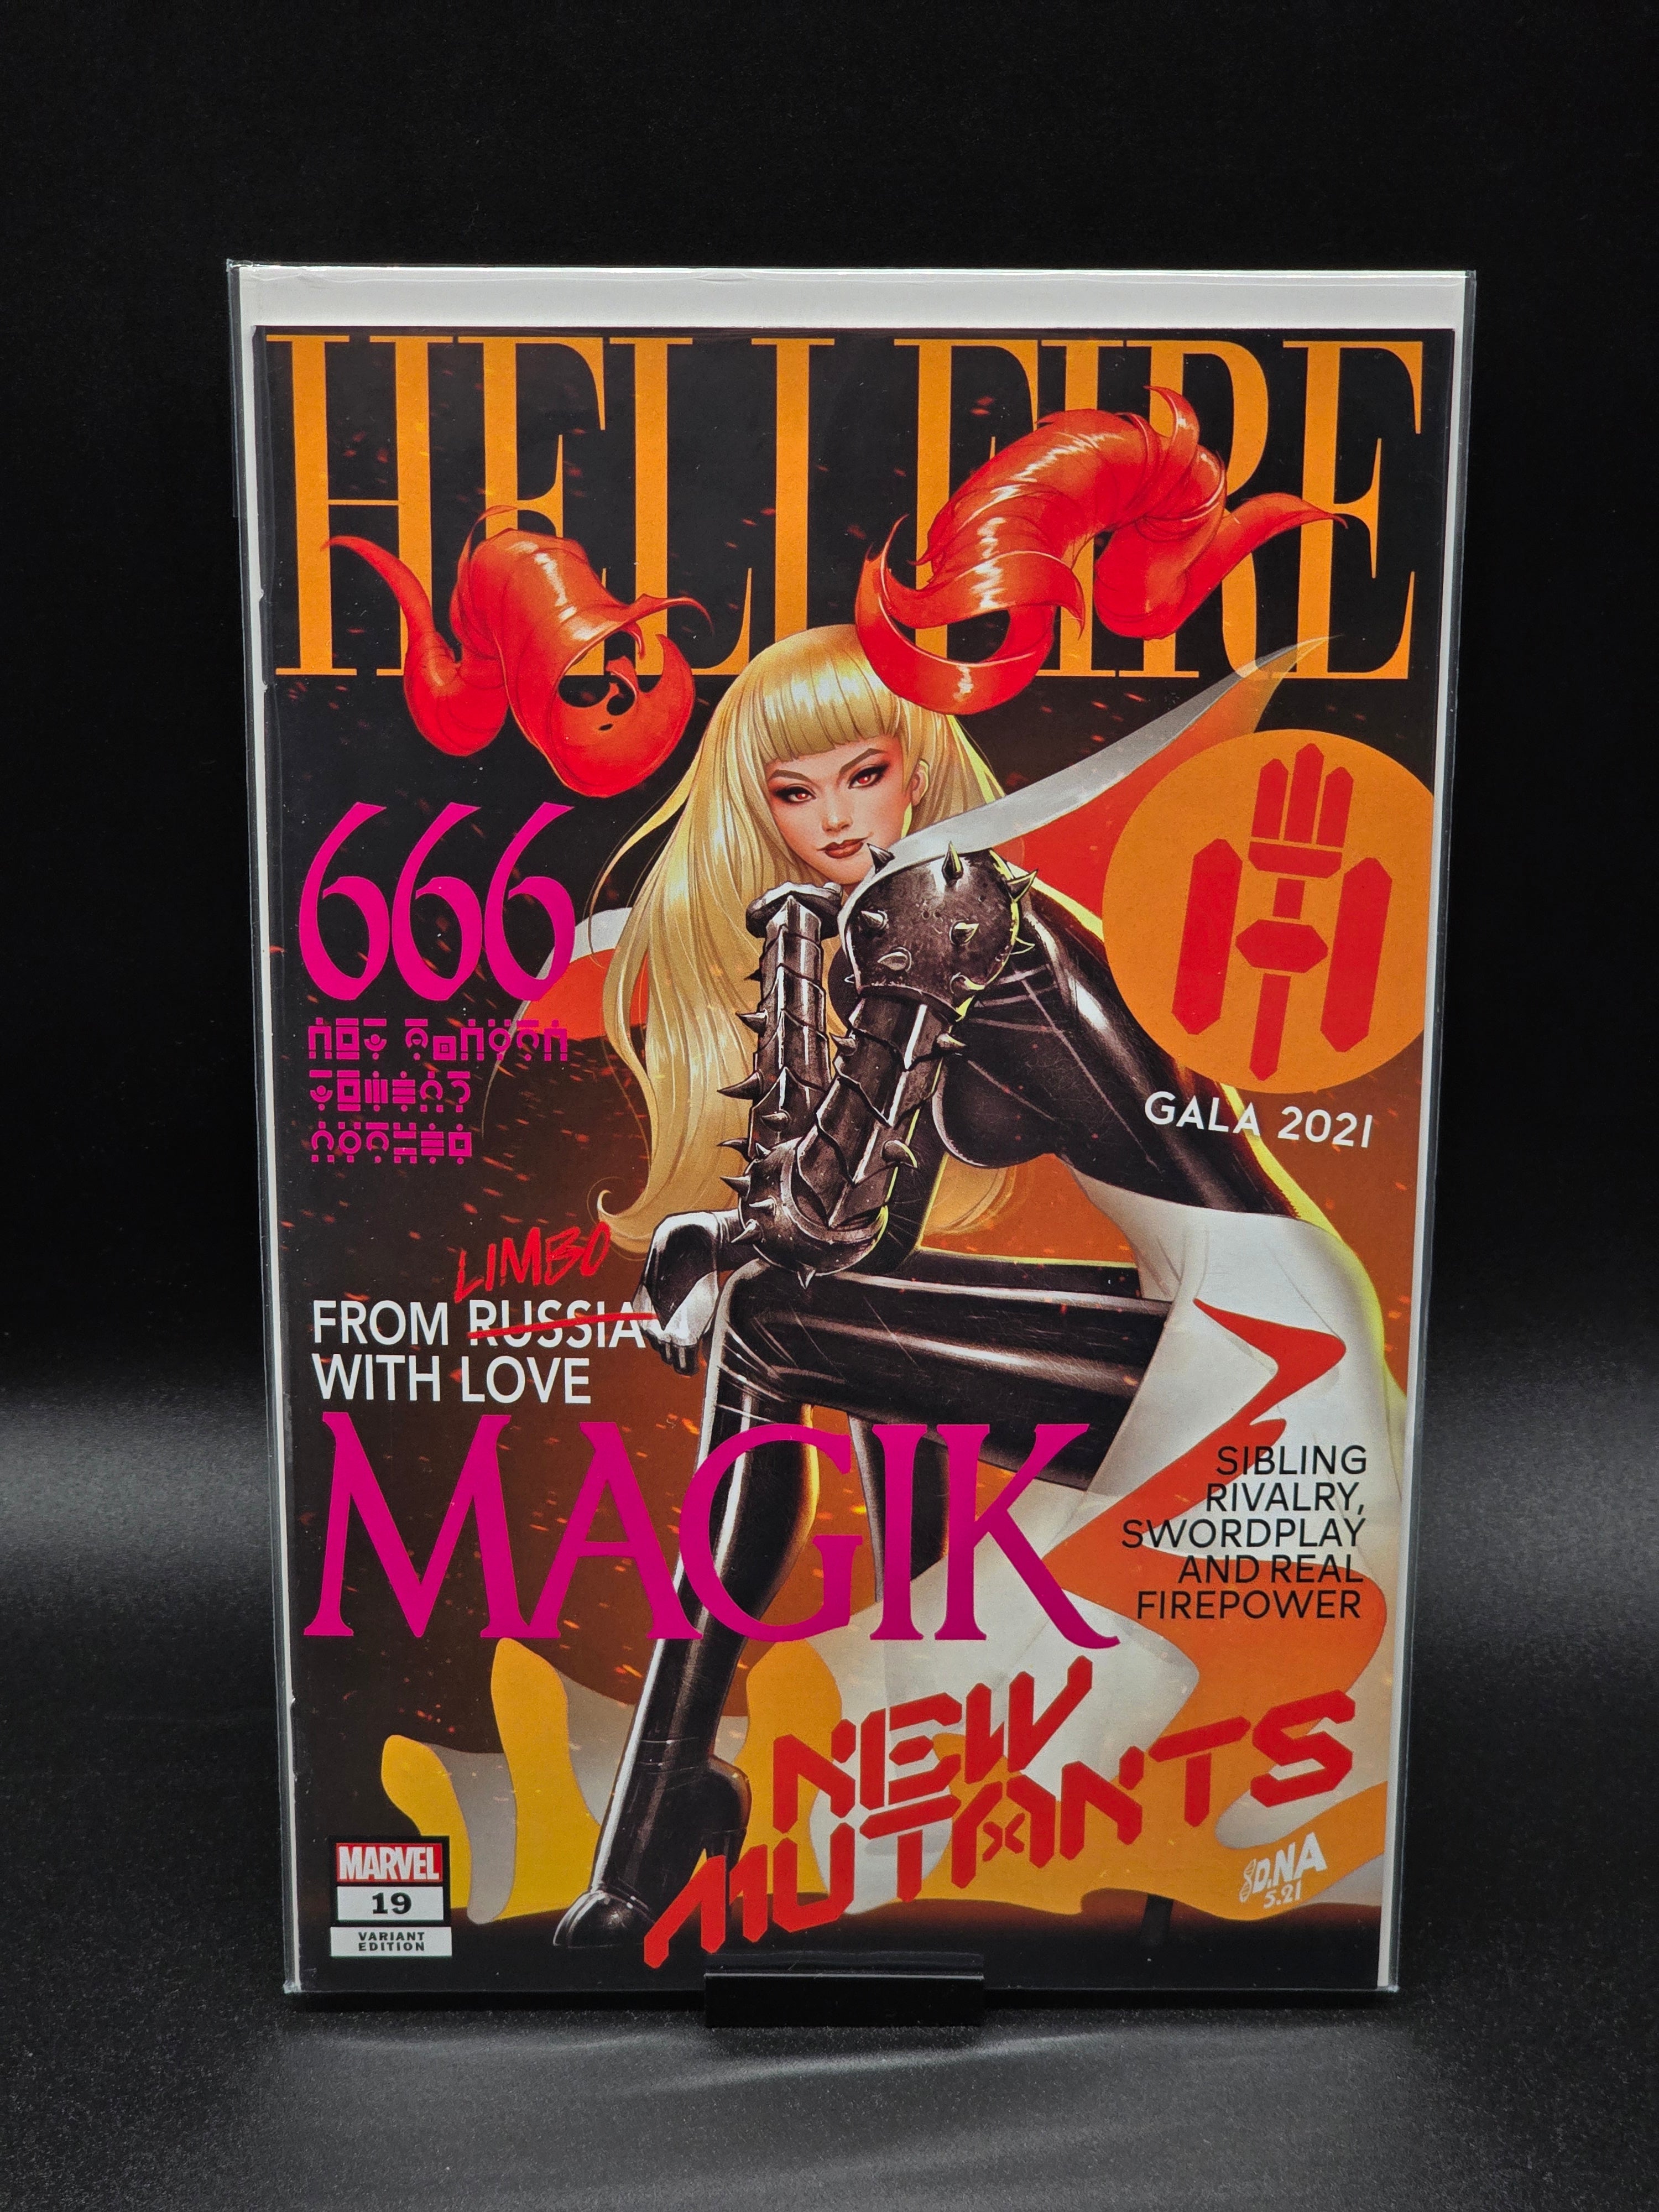 HELLFIRE
666
GALA 2021
LIMBO
FROM RUSSIA
WITH LOVE
MAGIK
SIBLING
RIVALRY,
SWORDPLAY
AND REAL
FIREPOWER
NEW
MUTANTS
MARVEL
19
VARIANT
EDITION
D.NA
5.21